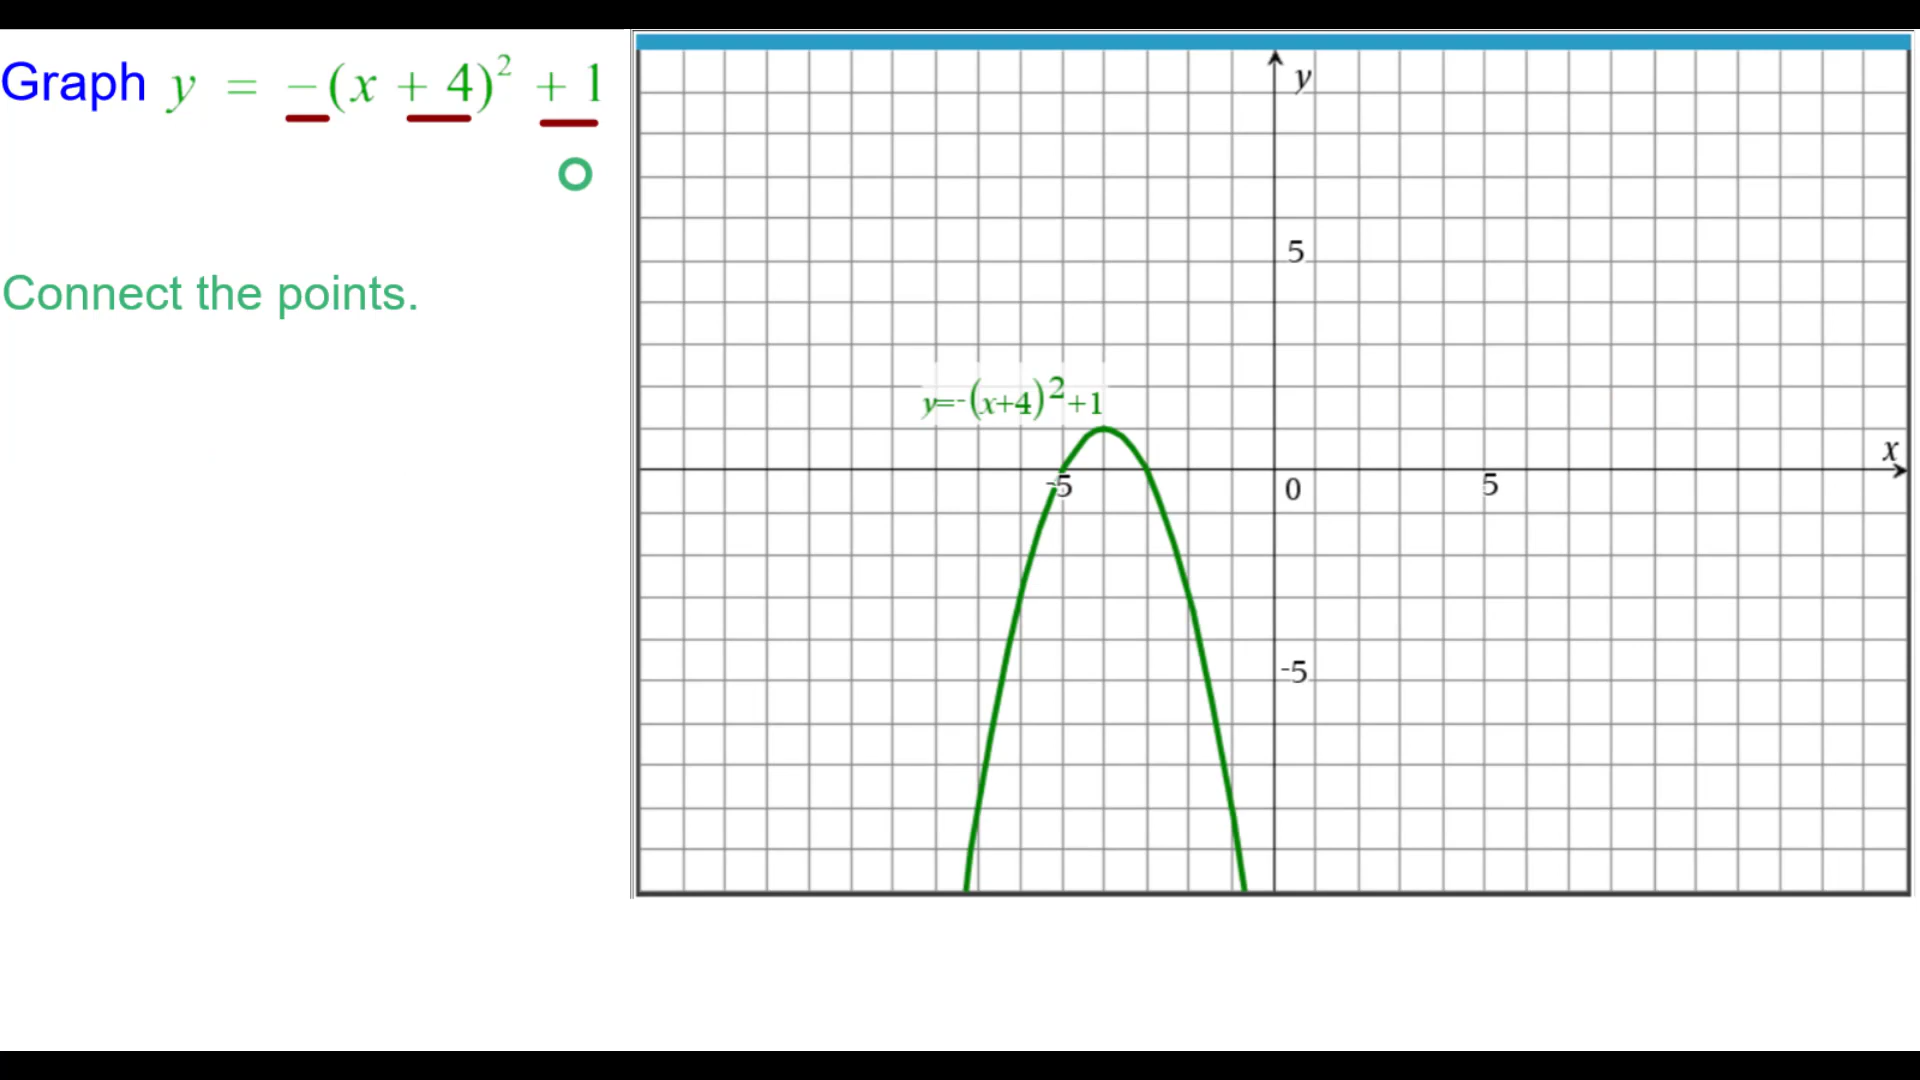 Graph y = −(x + 4)² + 1
Connect the points.
y
5
y=-(x+4)²+1
x
-5
0
5
-5